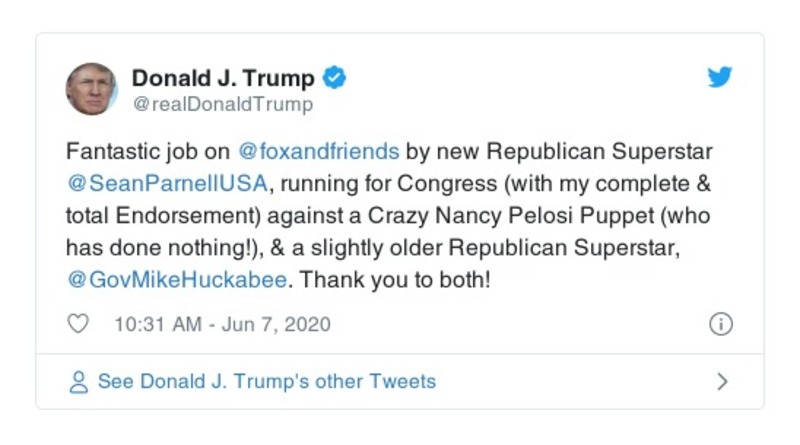 Donald J. Trump
@realDonaldTrump
Fantastic job on @foxandfriends by new Republican Superstar
@SeanParnellUSA, running for Congress (with my complete &
total Endorsement) against a Crazy Nancy Pelosi Puppet (who
has done nothing!), & a slightly older Republican Superstar,
@GovMikeHuckabee. Thank you to both!
10:31 AM - Jun 7, 2020
See Donald J. Trump's other Tweets